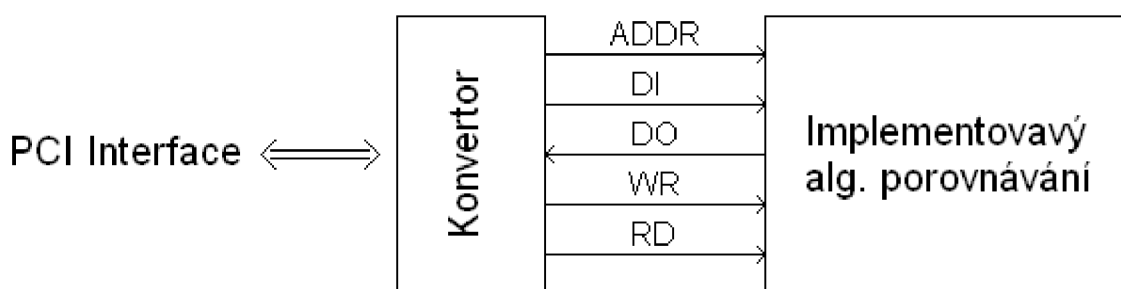 PCI Interface
Konvertor
ADDR
DI
DO
WR
RD
Implementovavý
alg. porovnávání